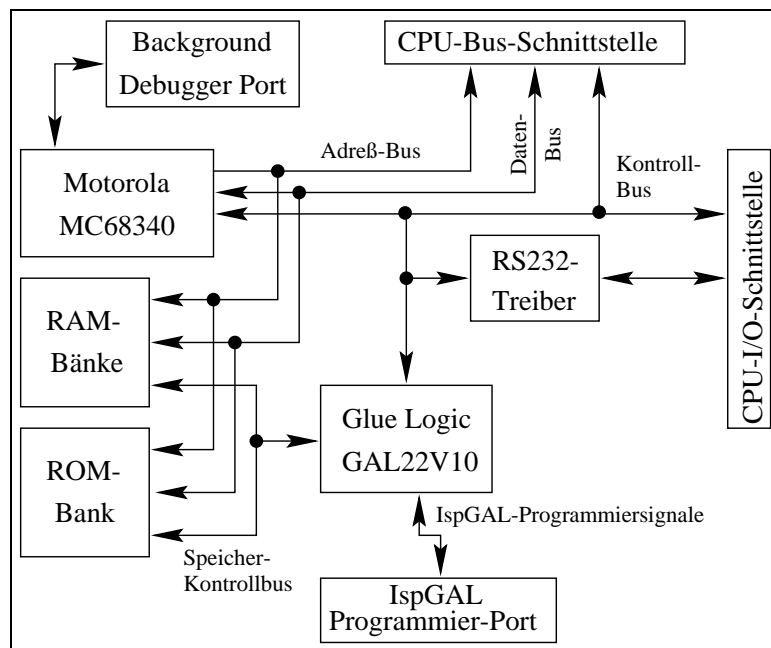 Background
Debugger Port
CPU-Bus-Schnittstelle
Adreß-Bus
Daten-
Bus
Kontroll-
Bus
Motorola
MC68340
RS232-
Treiber
CPU-I/O-Schnittstelle
RAM-
Bänke
Glue Logic
GAL22V10
ROM-
Bank
IspGAL-Programmiersignale
Speicher-
Kontrollbus
IspGAL
Programmier-Port